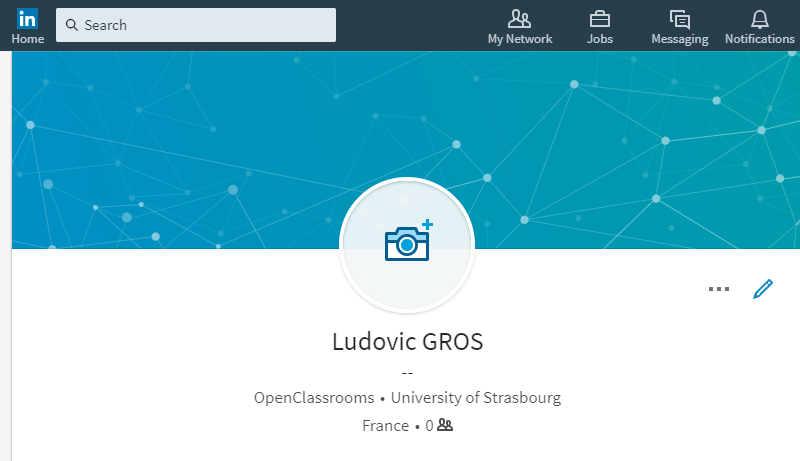 in
Home
Search
My Network
Jobs
Messaging
Notifications
Ludovic GROS
--
OpenClassrooms • University of Strasbourg
France • 0